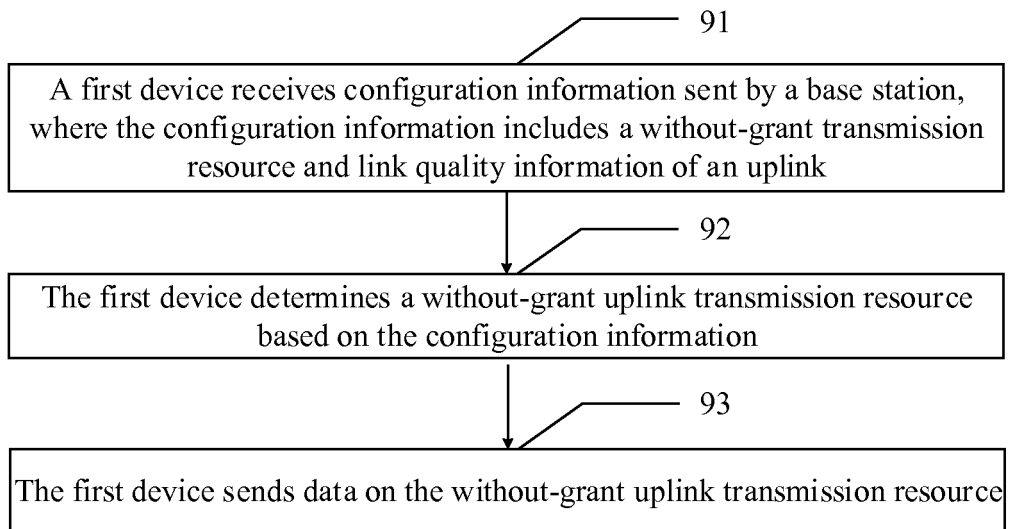 91
A first device receives configuration information sent by a base station,
where the configuration information includes a without-grant transmission
resource and link quality information of an uplink
92
The first device determines a without-grant uplink transmission resource
based on the configuration information
93
The first device sends data on the without-grant uplink transmission resource